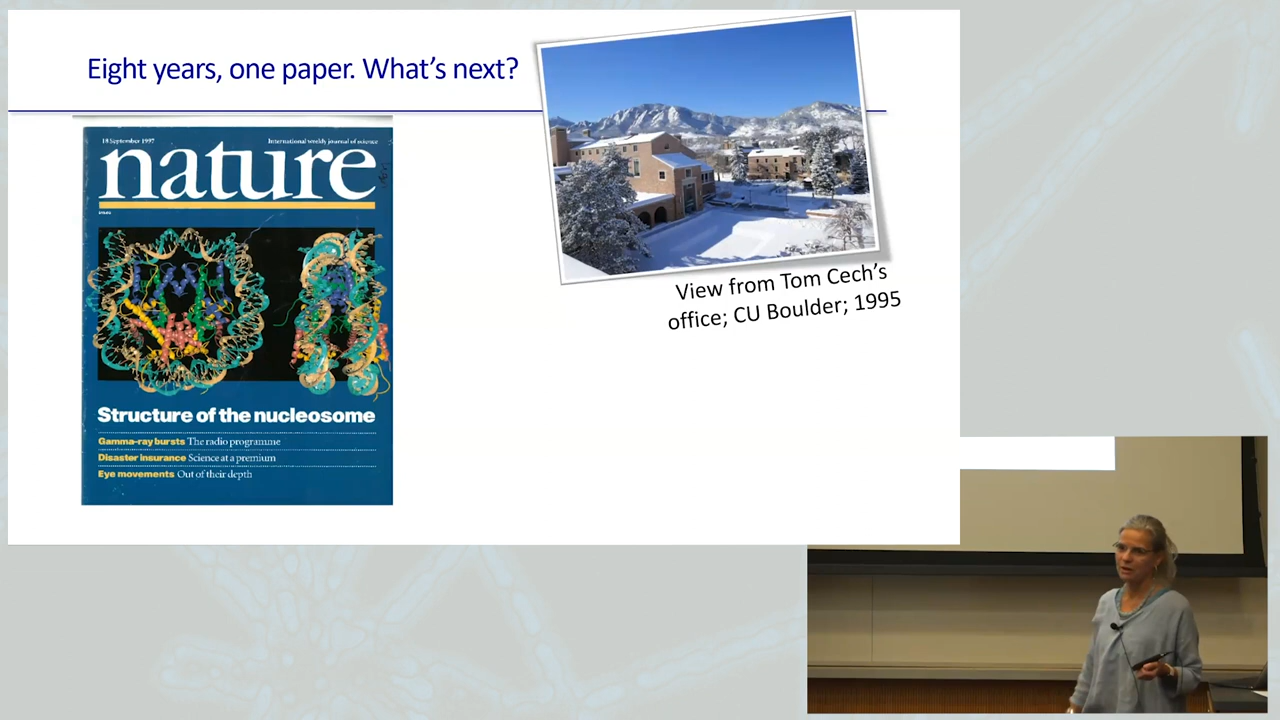 Eight years, one paper. What's next?
18 September 1997
International weekly journal of science
nature
Structure of the nucleosome
Gamma-ray bursts The radio programme
Disaster insurance Science at a premium
Eye movements Out of their depth
View from Tom Cech's
office; CU Boulder; 1995